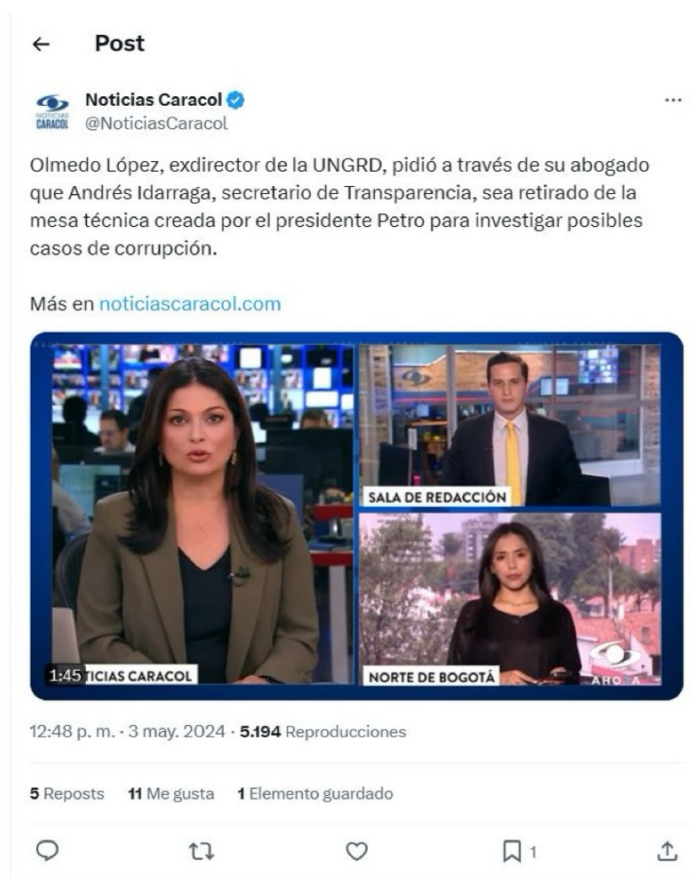 Post
Noticias Caracol
NOTICIAS
CARACOL
@NoticiasCaracol
Olmedo López, exdirector de la UNGRD, pidió a través de su abogado
que Andrés Idarraga, secretario de Transparencia, sea retirado de la
mesa técnica creada por el presidente Petro para investigar posibles
casos de corrupción.
Más en noticiascaracol.com
SALA DE REDACCIÓN
1:45 TICIAS CARACOL
NORTE DE BOGOTÁ
12:48 p. m. · 3 may. 2024 · 5.194 Reproducciones
5 Reposts 11 Me gusta 1 Elemento guardado
1